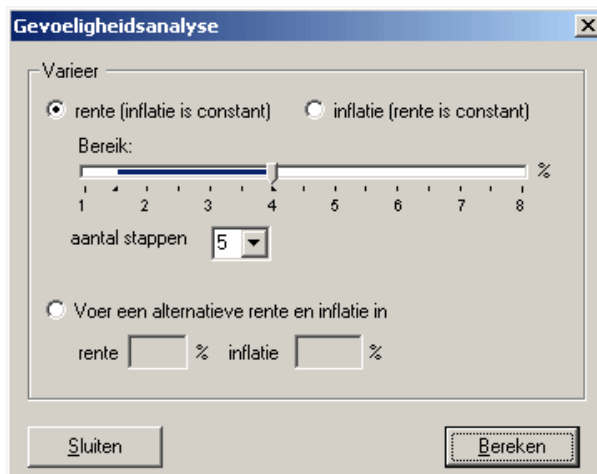 Gevoeligheidsanalyse
Varieer
rente (inflatie is constant) inflatie (rente is constant)
Bereik:
%
1 2 3 4 5 6 7 8
aantal stappen 5
Voer een alternatieve rente en inflatie in
rente % inflatie %
Sluiten Bereken